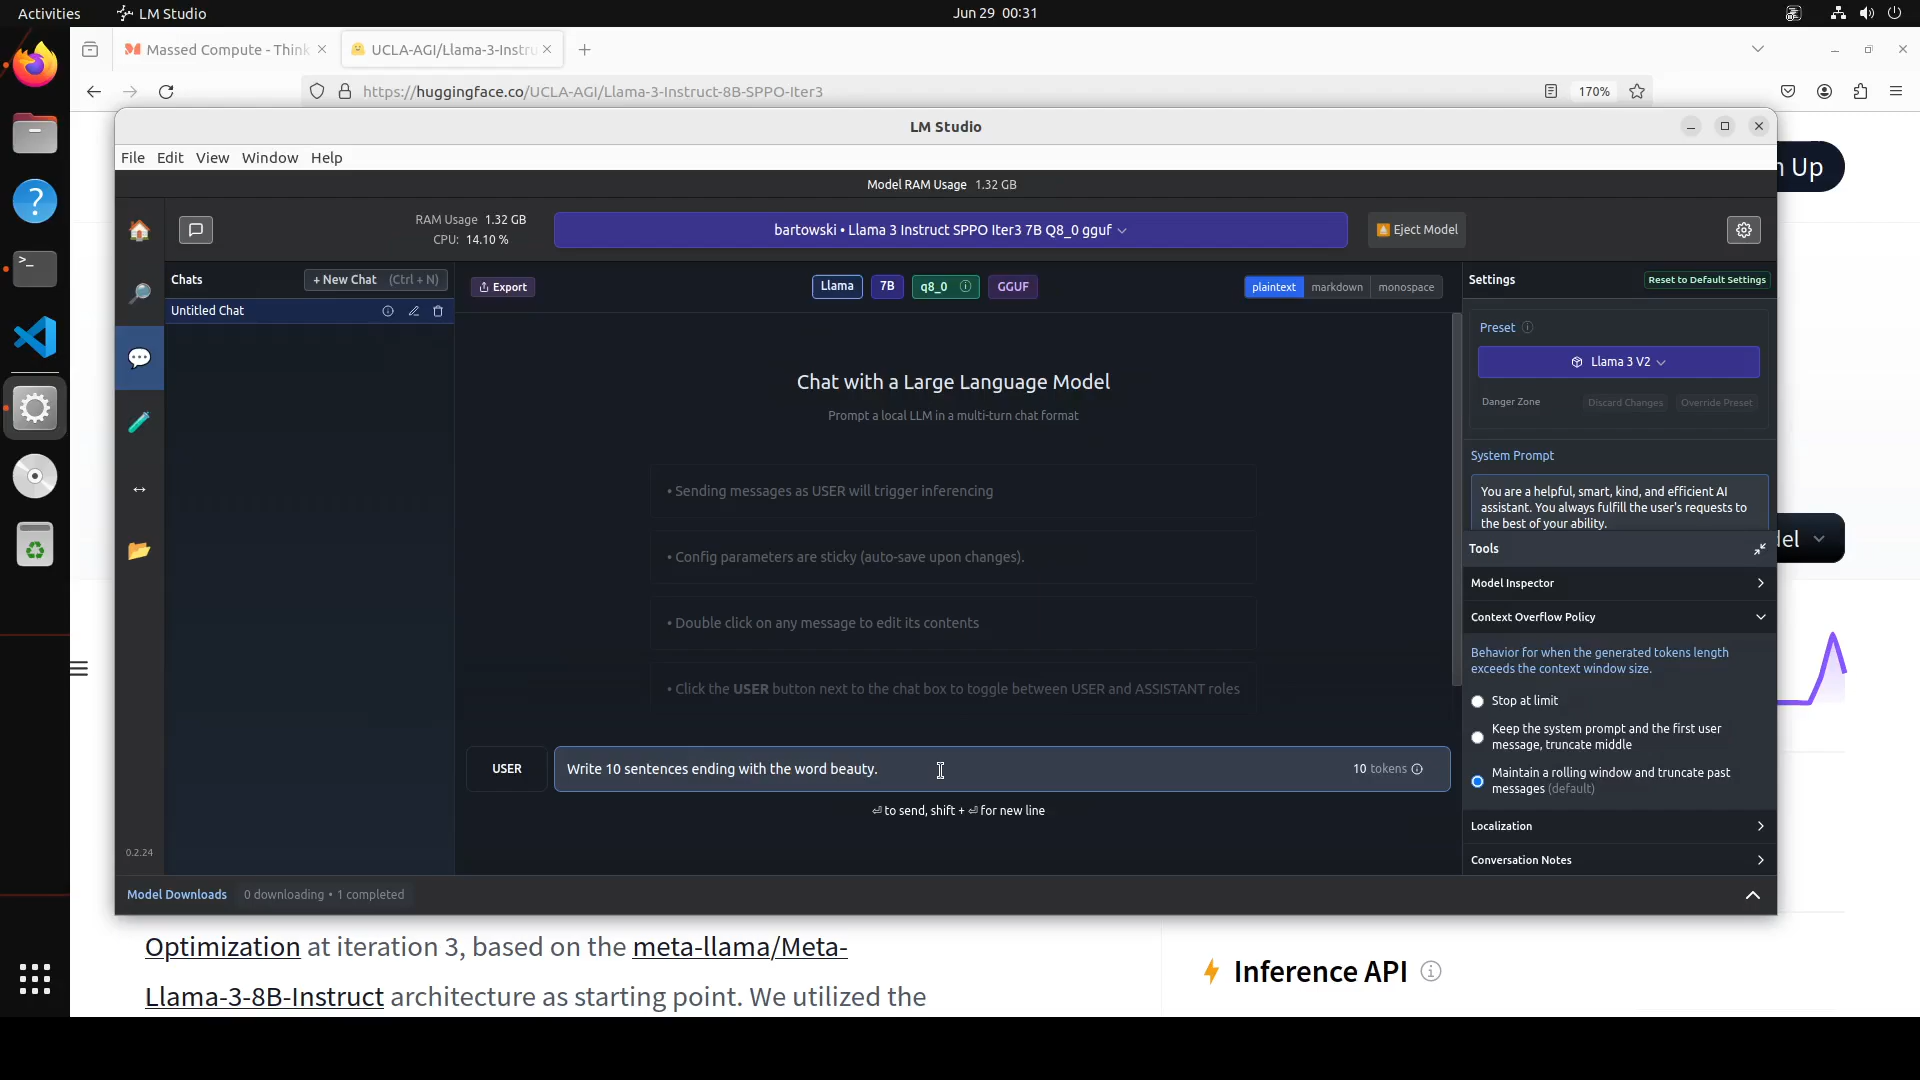 Activities
LM Studio
Jun 29 00:31
Massed Compute - Think
UCLA-AGI/Llama-3-Instru
https://huggingface.co/UCLA-AGI/Llama-3-Instruct-8B-SPPO-Iter3
170%
LM Studio
File Edit View Window Help
Model RAM Usage 1.32 GB
Up
RAM Usage 1.32 GB
CPU: 14.10 %
bartowski • Llama 3 Instruct SPPO Iter3 7B Q8_0 gguf
Eject Model
Chats
+ New Chat (Ctrl + N)
Export
Llama
7B
q8_0
GGUF
plaintext
markdown
monospace
Settings
Reset to Default Settings
Untitled Chat
Preset
Llama 3 V2
Danger Zone
Discard Changes
Override Preset
Chat with a Large Language Model
Prompt a local LLM in a multi-turn chat format
• Sending messages as USER will trigger inferencing
• Config parameters are sticky (auto-save upon changes).
• Double click on any message to edit its contents
• Click the USER button next to the chat box to toggle between USER and ASSISTANT roles
System Prompt
You are a helpful, smart, kind, and efficient AI
assistant. You always fulfill the user's requests to
the best of your ability.
Tools
Model Inspector
Context Overflow Policy
Behavior for when the generated tokens length
exceeds the context window size.
Stop at limit
Keep the system prompt and the first user
message, truncate middle
Maintain a rolling window and truncate past
messages (default)
Localization
Conversation Notes
USER
Write 10 sentences ending with the word beauty.
10 tokens
⏎ to send, shift + ⏎ for new line
0.2.24
Model Downloads 0 downloading • 1 completed
Optimization at iteration 3, based on the meta-llama/Meta-
Llama-3-8B-Instruct architecture as starting point. We utilized the
Inference API